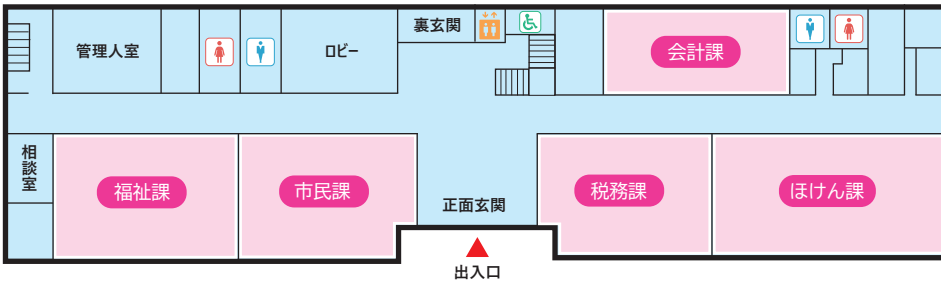 裏玄関
管理人室
ロビー
会計課
相談室
福祉課
市民課
正面玄関
税務課
ほけん課
出入口